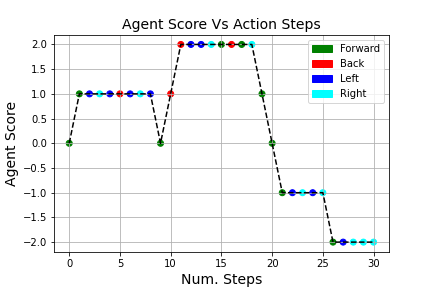 Agent Score Vs Action Steps
2.0
1.5
1.0
0.5
0.0
−0.5
−1.0
−1.5
−2.0
Agent Score
Forward
Back
Left
Right
0 5 10 15 20 25 30
Num. Steps